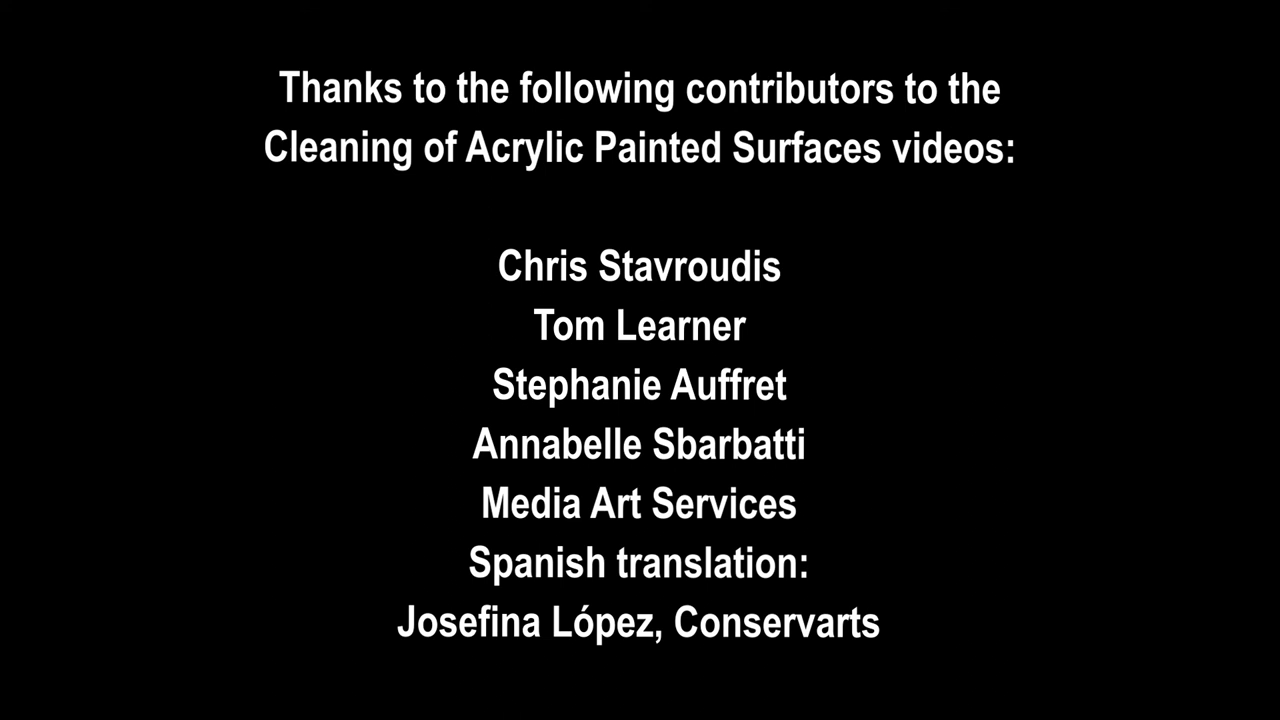 Thanks to the following contributors to the
Cleaning of Acrylic Painted Surfaces videos:
Chris Stavroudis
Tom Learner
Stephanie Auffret
Annabelle Sbarbatti
Media Art Services
Spanish translation:
Josefina López, Conservarts